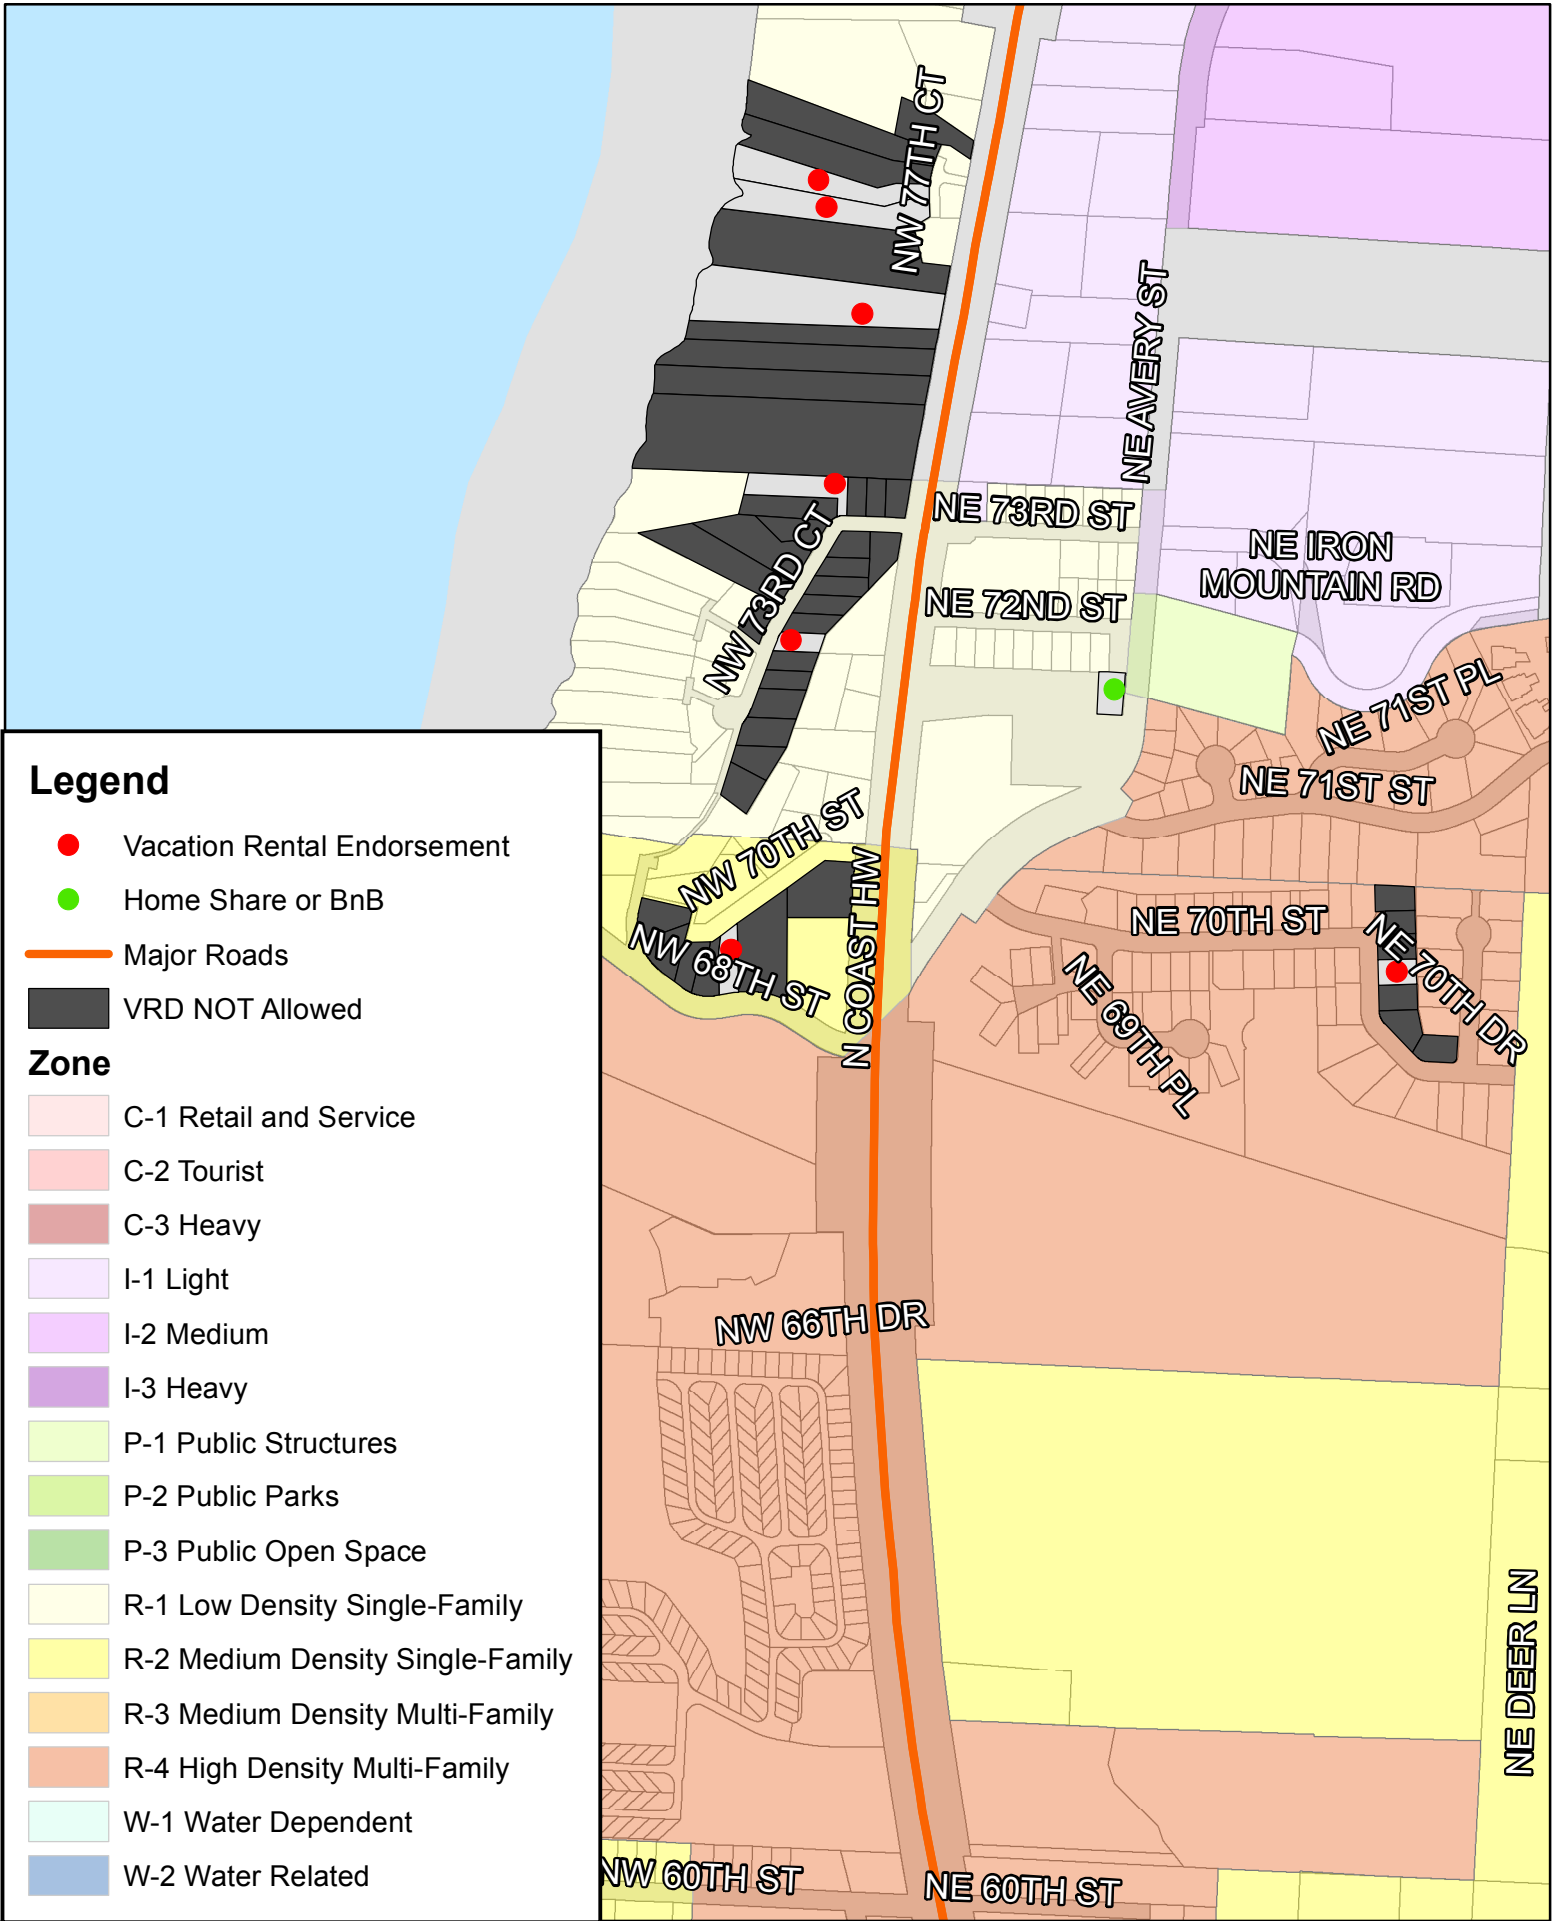 NW 77TH CT
NE AVERY ST
NE 73RD ST
NE IRON
MOUNTAIN RD
NE 72ND ST
NW 73RD CT
NE 71ST PL
NE 71ST ST
NW 70TH ST
N COAST HW
NE 70TH ST
NW 68TH ST
NE 70TH DR
NE 69TH PL
NW 66TH DR
NE DEER LN
NW 60TH ST
NE 60TH ST
Legend
Vacation Rental Endorsement
Home Share or BnB
Major Roads
VRD NOT Allowed
Zone
C-1 Retail and Service
C-2 Tourist
C-3 Heavy
I-1 Light
I-2 Medium
I-3 Heavy
P-1 Public Structures
P-2 Public Parks
P-3 Public Open Space
R-1 Low Density Single-Family
R-2 Medium Density Single-Family
R-3 Medium Density Multi-Family
R-4 High Density Multi-Family
W-1 Water Dependent
W-2 Water Related